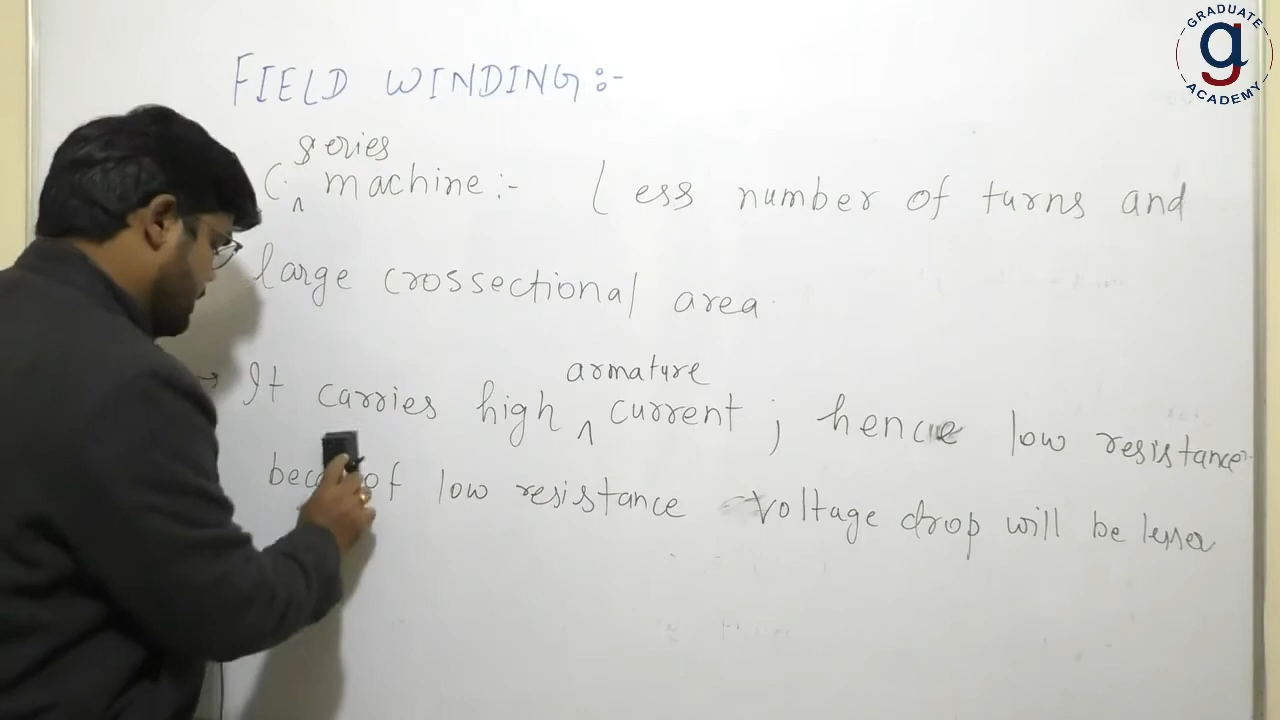 GRADUATE
ACADEMY
FIELD WINDING:-
series
machine:- Less number of turns and
large crossectional area
→ It carries high armature current ; hence low resistance
of low resistance voltage drop will be lesser